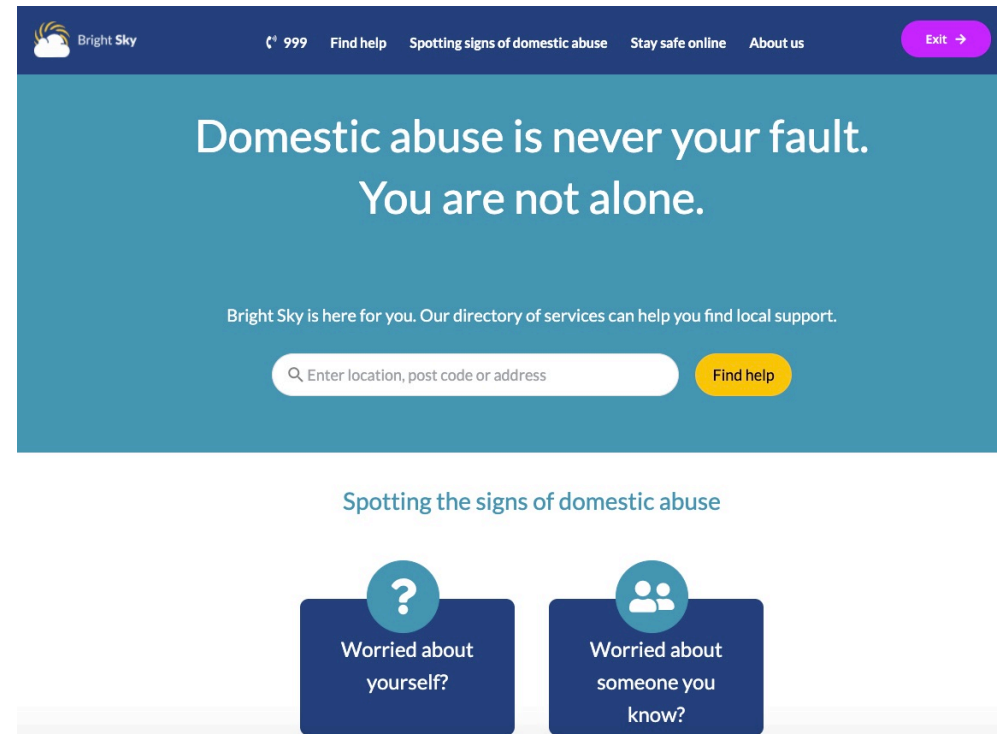 Bright Sky
999 Find help Spotting signs of domestic abuse Stay safe online About us
Exit →
Domestic abuse is never your fault.
You are not alone.
Bright Sky is here for you. Our directory of services can help you find local support.
Enter location, post code or address
Find help
Spotting the signs of domestic abuse
?
Worried about
yourself?
Worried about
someone you
know?